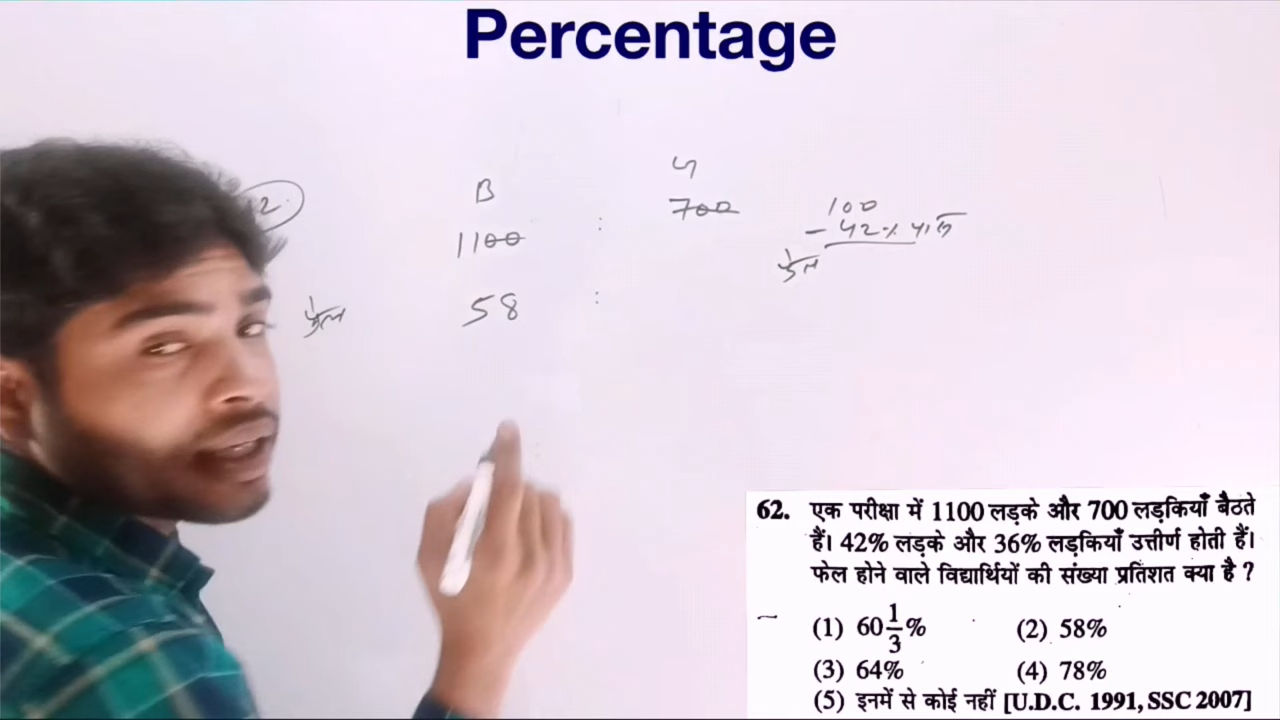 Percentage
B : ७
1100 : 700
58 :
फेल
100
- 42% पास
फेल
62. एक परीक्षा में 1100 लड़के और 700 लड़कियाँ बैठते
हैं। 42% लड़के और 36% लड़कियाँ उत्तीर्ण होती हैं।
फेल होने वाले विद्यार्थियों की संख्या प्रतिशत क्या है ?
(1) 60 1/3 % (2) 58%
(3) 64% (4) 78%
(5) इनमें से कोई नहीं [U.D.C. 1991, SSC 2007]